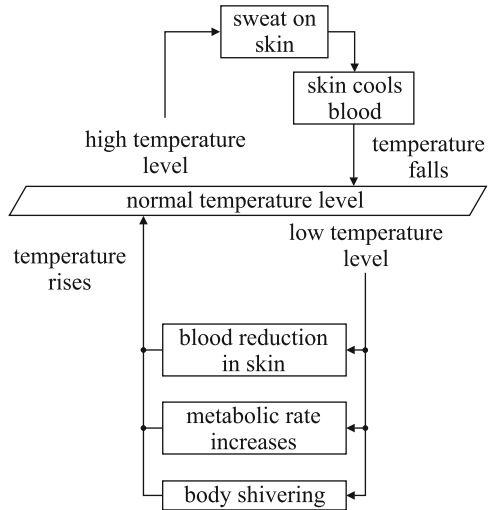 sweat on
skin
skin cools
blood
high temperature
level
temperature
falls
normal temperature level
temperature
rises
low temperature
level
blood reduction
in skin
metabolic rate
increases
body shivering